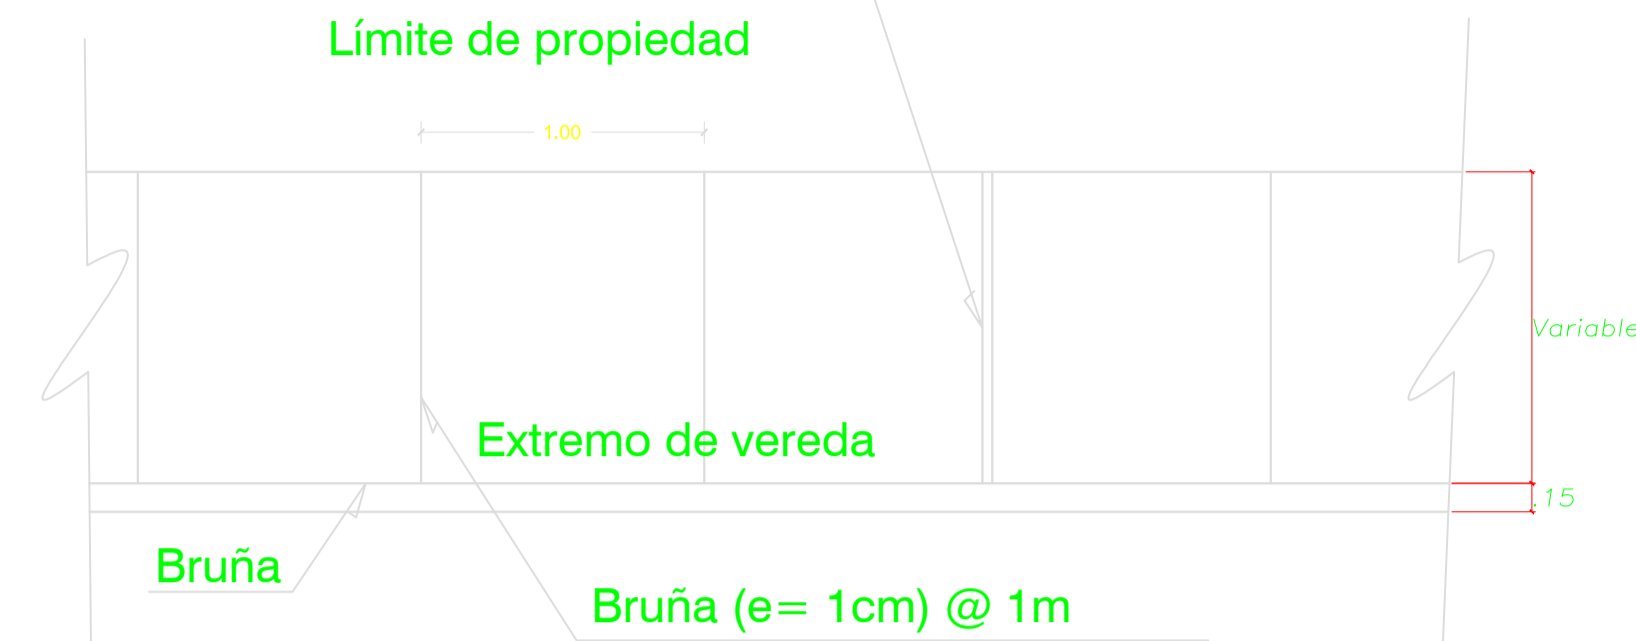 Límite de propiedad
1.00
Variable
Extremo de vereda
.15
Bruña
Bruña (e= 1cm) @ 1m